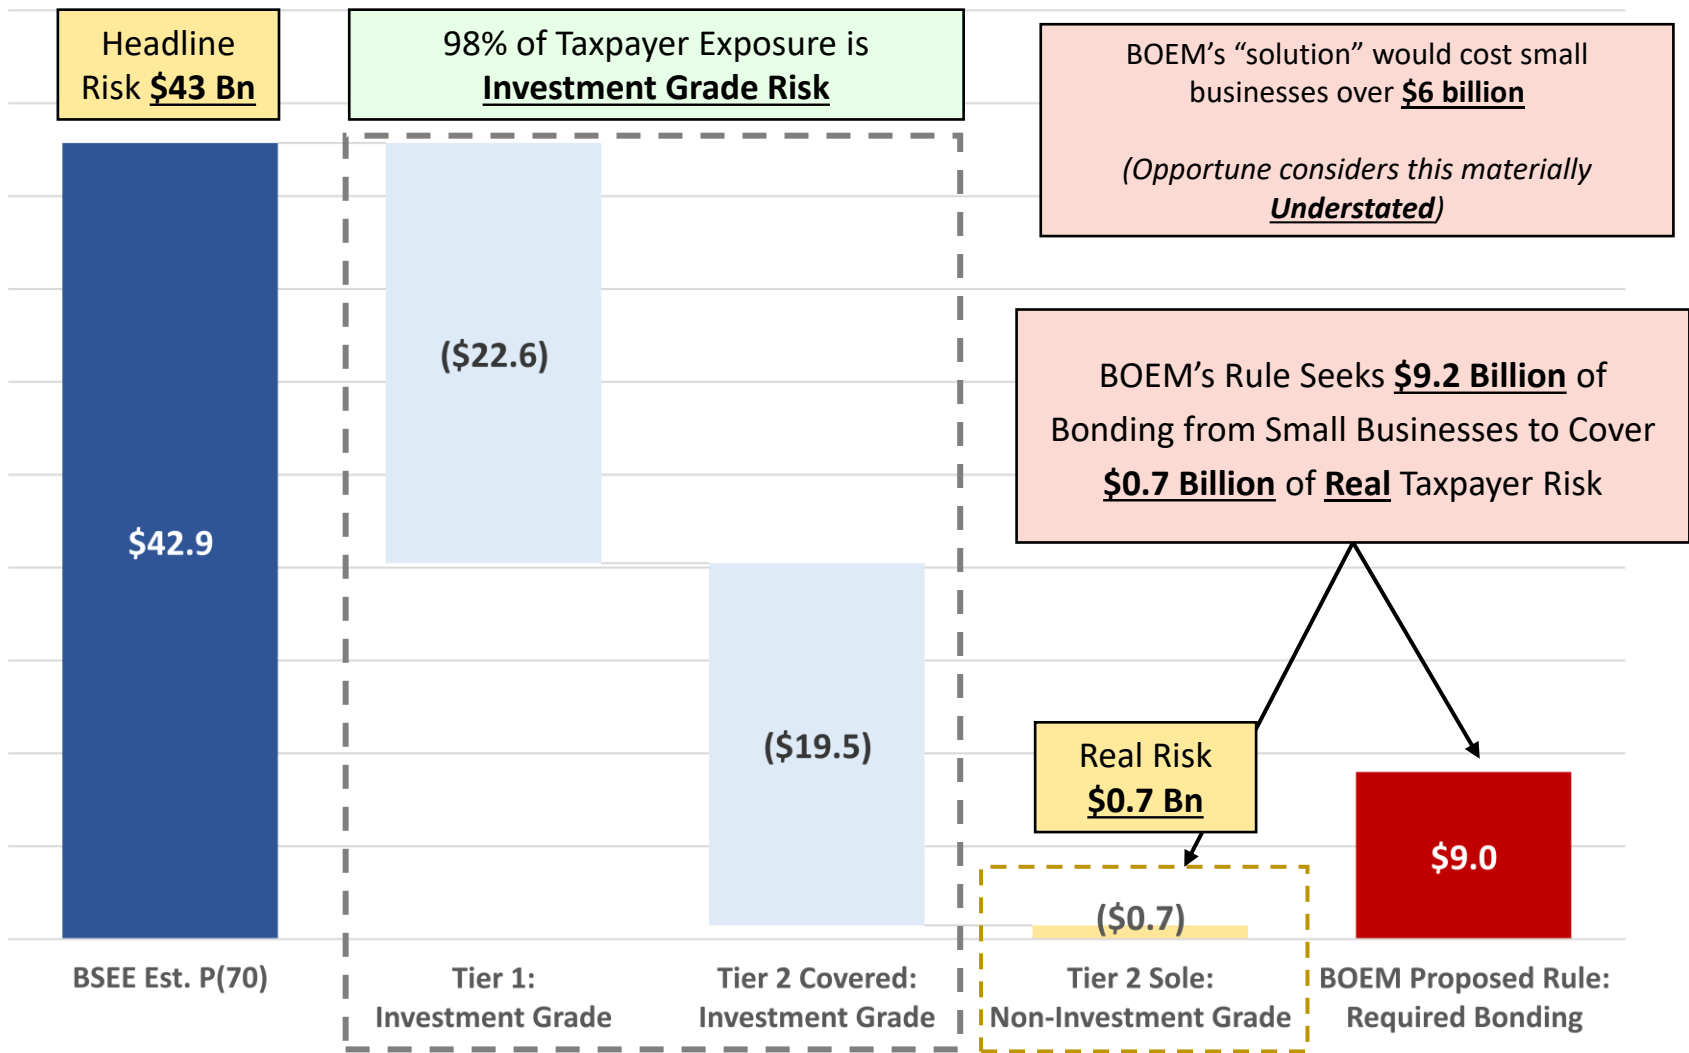 Headline
Risk $43 Bn
98% of Taxpayer Exposure is
Investment Grade Risk
BOEM’s “solution” would cost small
businesses over $6 billion
(Opportune considers this materially
Understated)
BOEM’s Rule Seeks $9.2 Billion of
Bonding from Small Businesses to Cover
$0.7 Billion of Real Taxpayer Risk
$42.9
($22.6)
($19.5)
Real Risk
$0.7 Bn
($0.7)
$9.0
BSEE Est. P(70)
Tier 1:
Investment Grade
Tier 2 Covered:
Investment Grade
Tier 2 Sole:
Non-Investment Grade
BOEM Proposed Rule:
Required Bonding